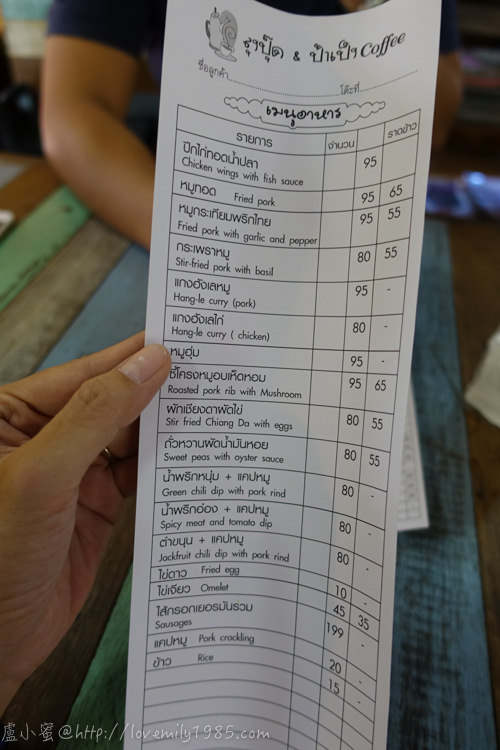 ธุงปุ๊ด & ป้าเป็ง Coffee
ชื่อลูกค้า..............................โต๊ะที่................
เมนูอาหาร
รายการ จำนวน ราดข้าว
ปีกไก่ทอดน้ำปลา 95
Chicken wings with fish sauce
หมูทอด Fried pork 95 65
หมูกระเทียมพริกไทย 95 55
Fried pork with garlic and pepper
กระเพราหมู 80 55
Stir-fried pork with basil
แกงฮังเลหมู 95 -
Hang-le curry (pork)
แกงฮังเลไก่ 80 -
Hang-le curry ( chicken)
หมูอุ่ม 95 -
ซี่โครงหมูอบเห็ดหอม 95 65
Roasted pork rib with Mushroom
ผักเชียงดาผัดไข่ 80 55
Stir fried Chiang Da with eggs
ถั่วหวานผัดน้ำมันหอย 80 55
Sweet peas with oyster sauce
น้ำพริกหนุ่ม + แคปหมู 80 -
Green chili dip with pork rind
น้ำพริกอ่อง + แคปหมู 80 -
Spicy meat and tomato dip
ตำขนุน + แคปหมู 80 -
Jackfruit chili dip with pork rind
ไข่ดาว Fried egg 10 -
ไข่เจียว Omelet 45 35
ไส้กรอกเยอรมันรวม 199 -
Sausages
แคปหมู Pork crackling 20 -
ข้าว Rice 15 -
盧小蜜@http://lovemily1985.com